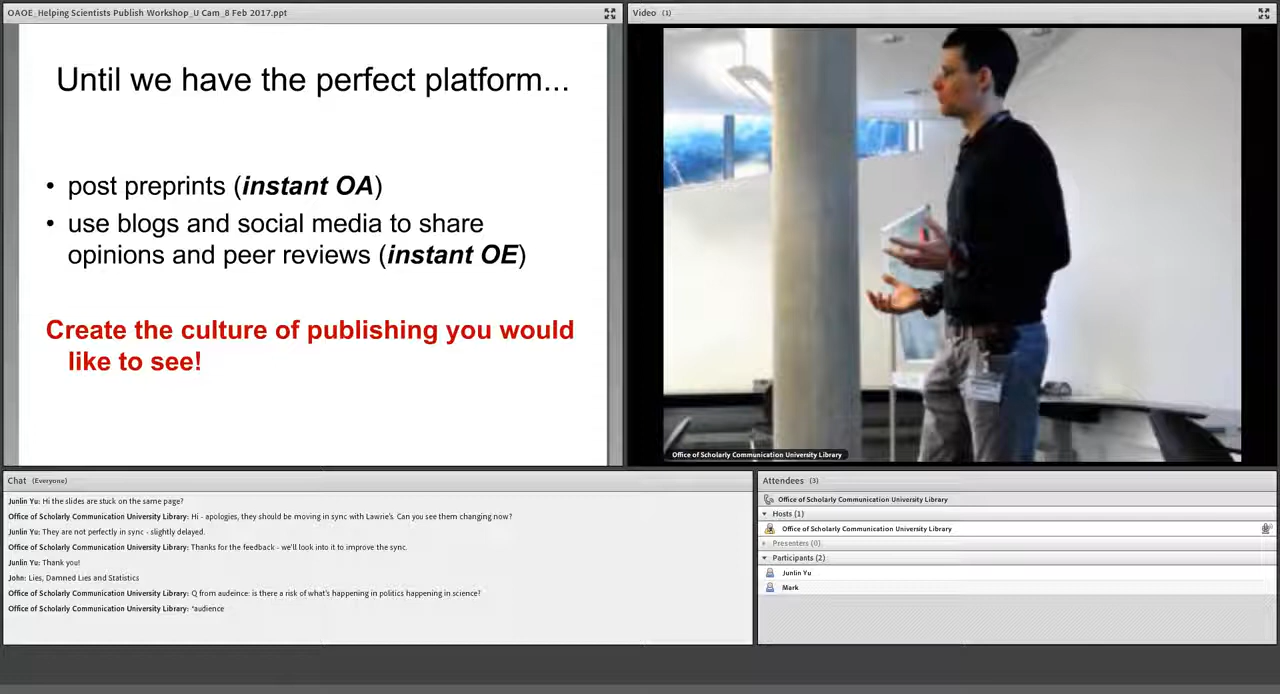 OAOE_Helping Scientists Publish Workshop_U Cam_8 Feb 2017.ppt
Until we have the perfect platform...
• post preprints (instant OA)
• use blogs and social media to share
opinions and peer reviews (instant OE)
Create the culture of publishing you would
like to see!
Video (1)
Office of Scholarly Communication University Library
Chat (Everyone)
Junlin Yu: Hi the slides are stuck on the same page?
Office of Scholarly Communication University Library: Hi - apologies, they should be moving in sync with Lawrie's. Can you see them changing now?
Junlin Yu: They are not perfectly in sync - slightly delayed.
Office of Scholarly Communication University Library: Thanks for the feedback - we'll look into it to improve the sync.
Junlin Yu: Thank you!
John: Lies, Damned Lies and Statistics
Office of Scholarly Communication University Library: Q from audeince: is there a risk of what's happening in politics happening in science?
Office of Scholarly Communication University Library: *audience
Attendees (3)
Office of Scholarly Communication University Library
Hosts (1)
Office of Scholarly Communication University Library
Presenters (0)
Participants (2)
Junlin Yu
Mark